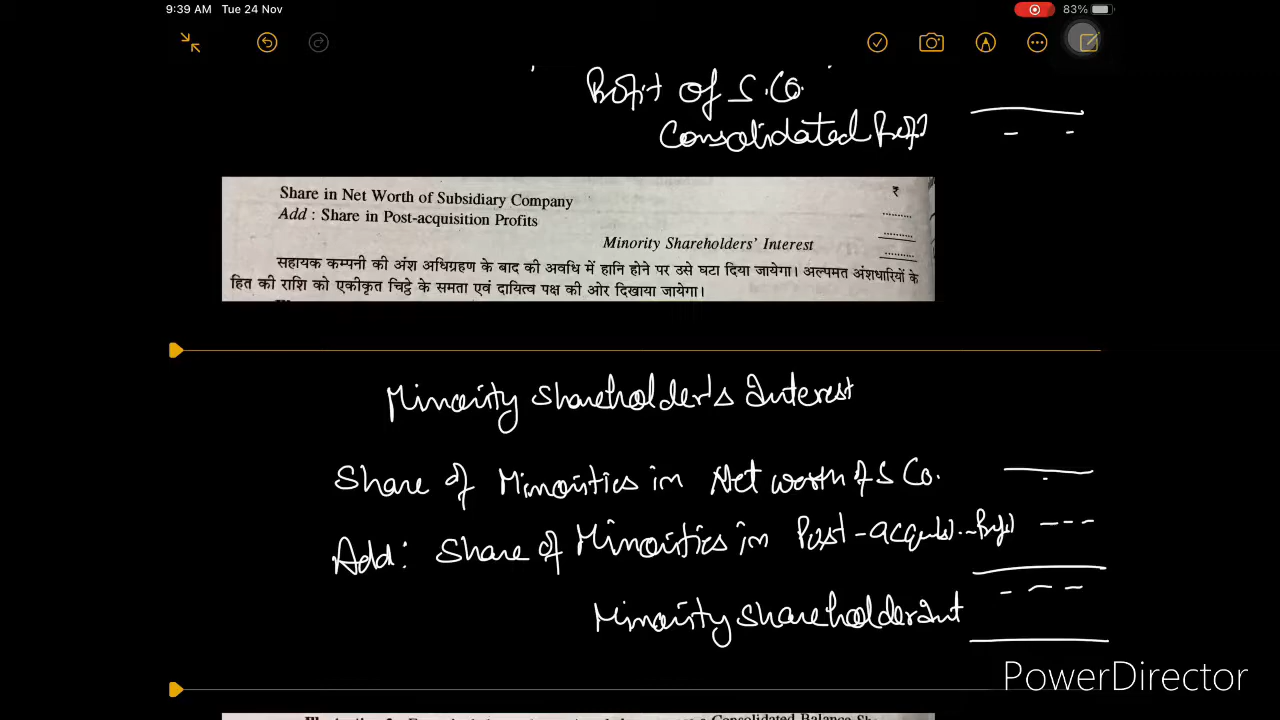 9:39 AM Tue 24 Nov
83%
Profit of S.Co.
Consolidated Profit
Share in Net Worth of Subsidiary Company
₹
Add : Share in Post-acquisition Profits
..........
Minority Shareholders' Interest
..........
सहायक कम्पनी की अंश अधिग्रहण के बाद की अवधि में हानि होने पर उसे घटा दिया जायेगा। अल्पमत अंशधारियों के
हित की राशि को एकीकृत चिट्ठे के समता एवं दायित्व पक्ष की ओर दिखाया जायेगा।
Minority Shareholder's Interest
Share of Minorities in Net worth of S Co.
Add: Share of Minorities in Post-
Minority Shareholder Int
PowerDirector
Consolidated Balance